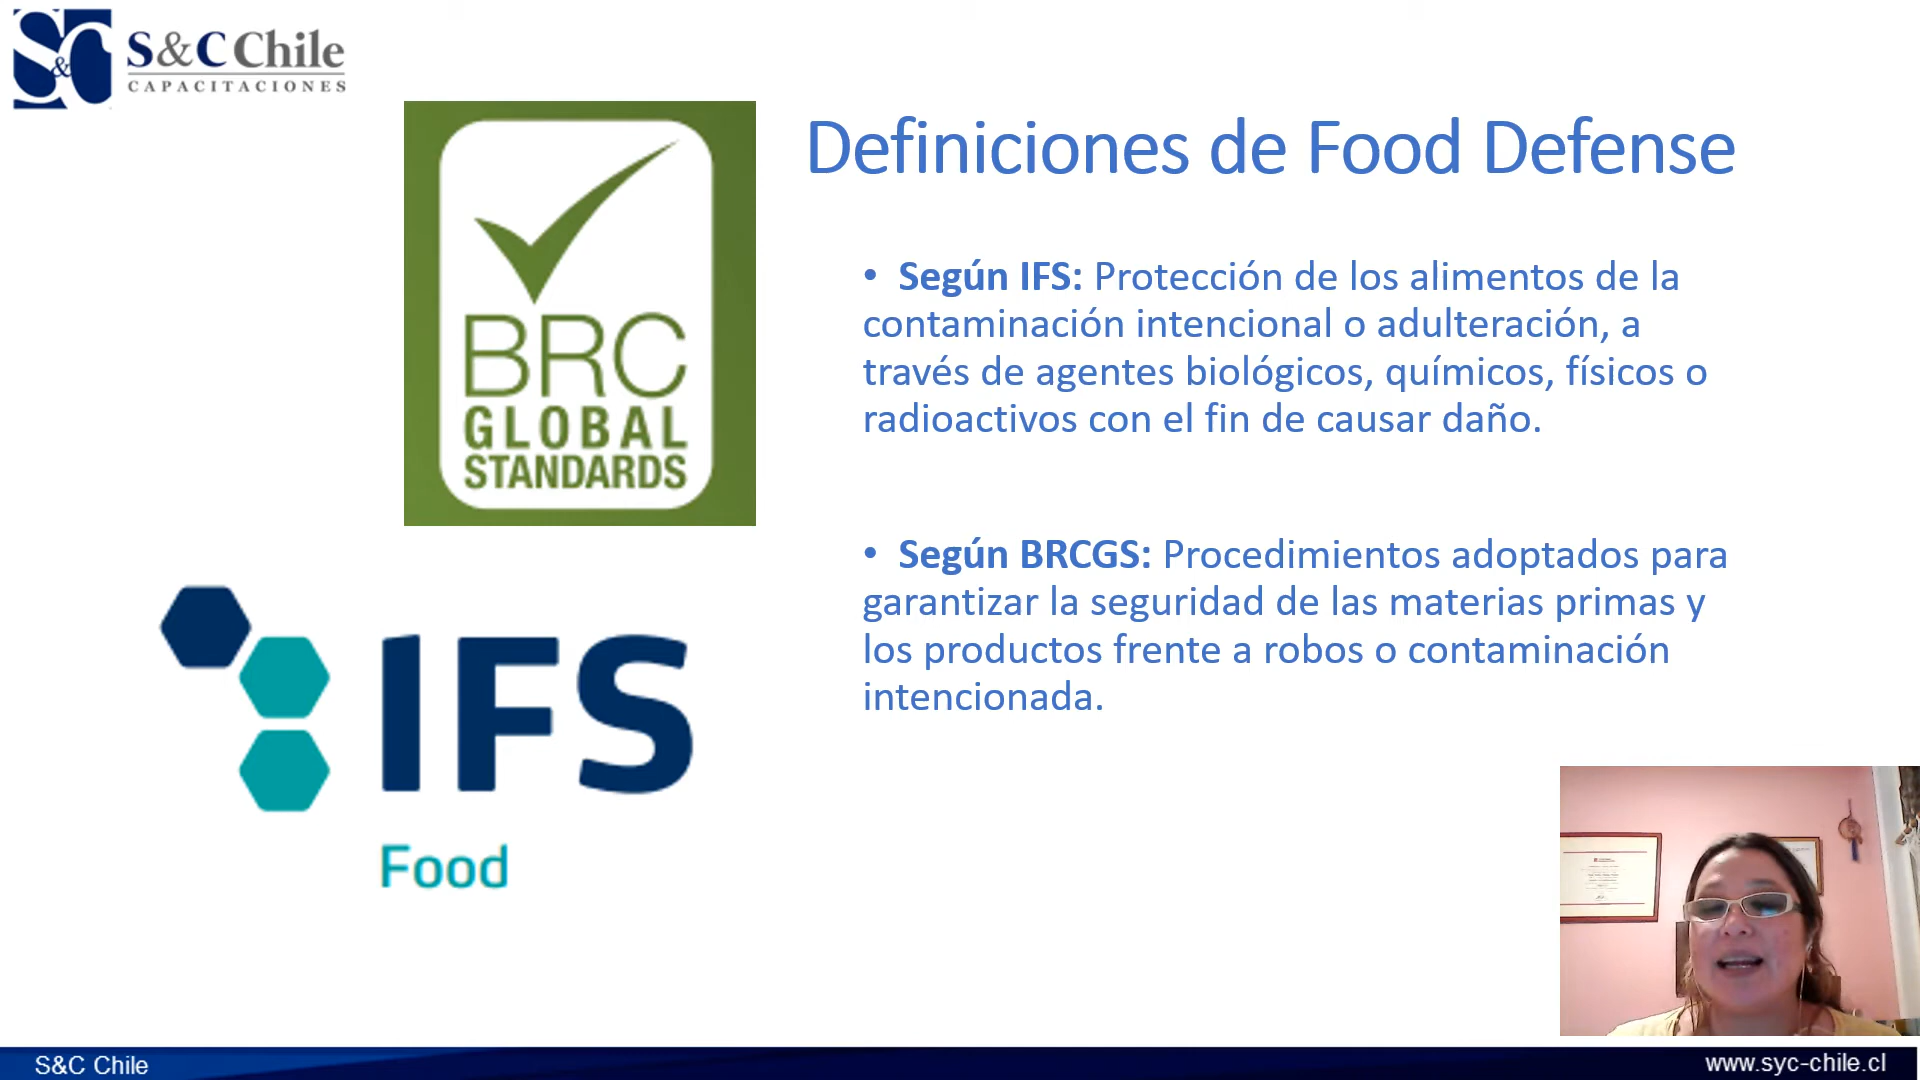 S&C
S&C Chile
CAPACITACIONES
BRC
GLOBAL
STANDARDS
IFS
Food
Definiciones de Food Defense
• Según IFS: Protección de los alimentos de la
contaminación intencional o adulteración, a
través de agentes biológicos, químicos, físicos o
radioactivos con el fin de causar daño.
• Según BRCGS: Procedimientos adoptados para
garantizar la seguridad de las materias primas y
los productos frente a robos o contaminación
intencionada.
S&C Chile
www.syc-chile.cl